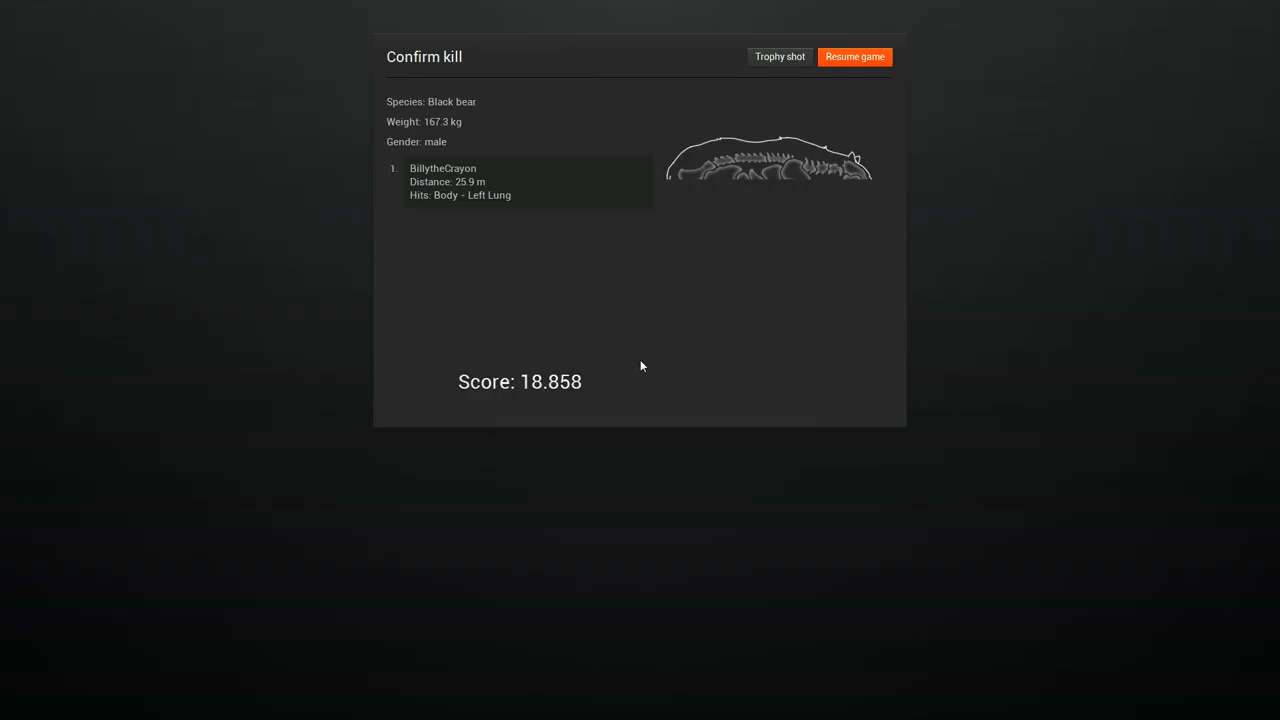 Confirm kill
Trophy shot
Resume game
Species: Black bear
Weight: 167.3 kg
Gender: male
1. BillytheCrayon
Distance: 25.9 m
Hits: Body - Left Lung
Score: 18.858